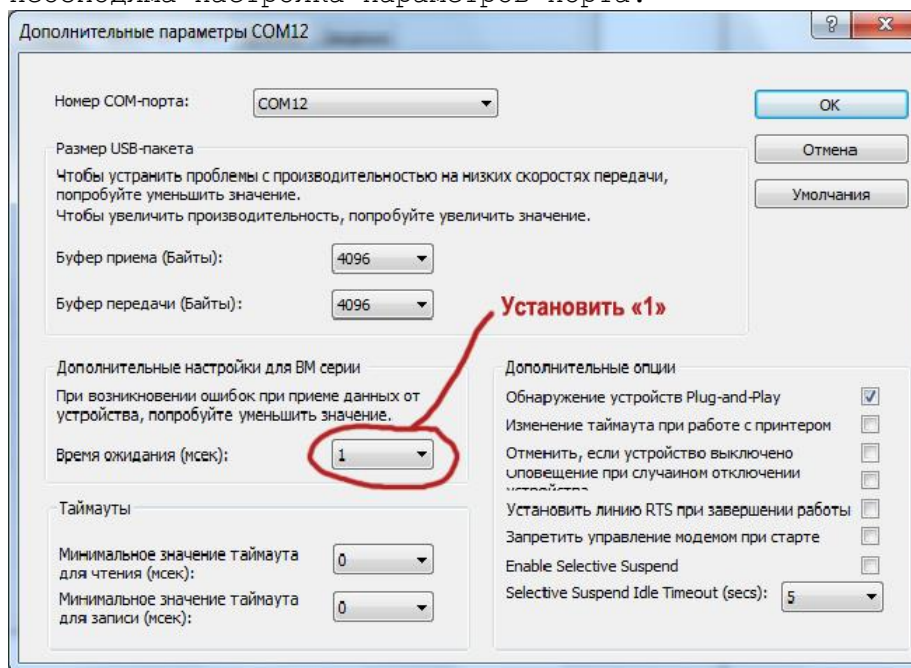 необходима настройка параметров порта.
Дополнительные параметры COM12
Номер COM-порта:
COM12
OK
Размер USB-пакета
Отмена
Чтобы устранить проблемы с производительностью на низких скоростях передачи,
попробуйте уменьшить значение.
Умолчания
Чтобы увеличить производительность, попробуйте увеличить значение.
Буфер приема (Байты):
4096
Буфер передачи (Байты):
4096
Установить «1»
Дополнительные настройки для BM серии
При возникновении ошибок при приеме данных от
устройства, попробуйте уменьшить значение.
Время ожидания (мсек):
1
Дополнительные опции
Обнаружение устройств Plug-and-Play
Изменение таймаута при работе с принтером
Отменить, если устройство выключено
Оповещение при случайном отключении
устройства
Установить линию RTS при завершении работы
Запретить управление модемом при старте
Enable Selective Suspend
Selective Suspend Idle Timeout (secs):
5
Таймауты
Минимальное значение таймаута
для чтения (мсек):
0
Минимальное значение таймаута
для записи (мсек):
0